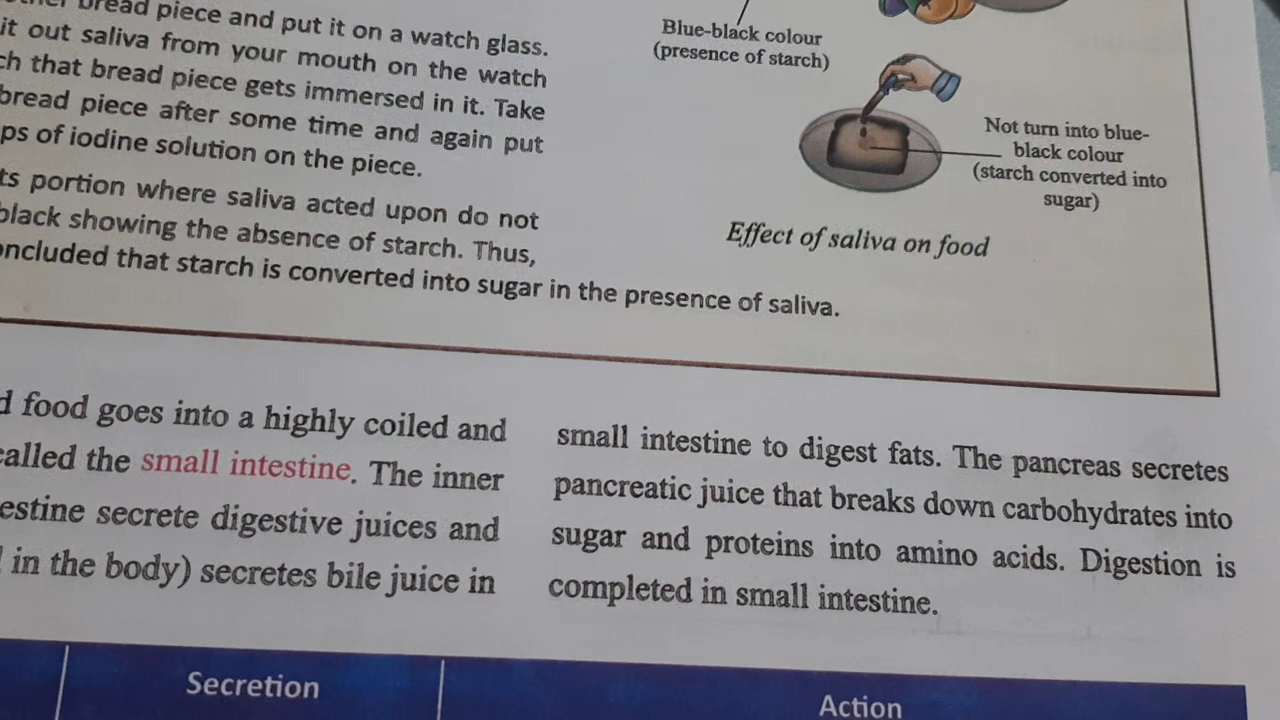 bread piece and put it on a watch glass.
it out saliva from your mouth on the watch
that bread piece gets immersed in it. Take
bread piece after some time and again put
of iodine solution on the piece.
portion where saliva acted upon do not
black showing the absence of starch. Thus,
that starch is converted into sugar in the presence of saliva.
Blue-black colour
(presence of starch)
Not turn into blue-
black colour
(starch converted into
sugar)
Effect of saliva on food
food goes into a highly coiled and
called the small intestine. The inner
secrete digestive juices and
in the body) secretes bile juice in
small intestine to digest fats. The pancreas secretes
pancreatic juice that breaks down carbohydrates into
sugar and proteins into amino acids. Digestion is
completed in small intestine.
Secretion
Action